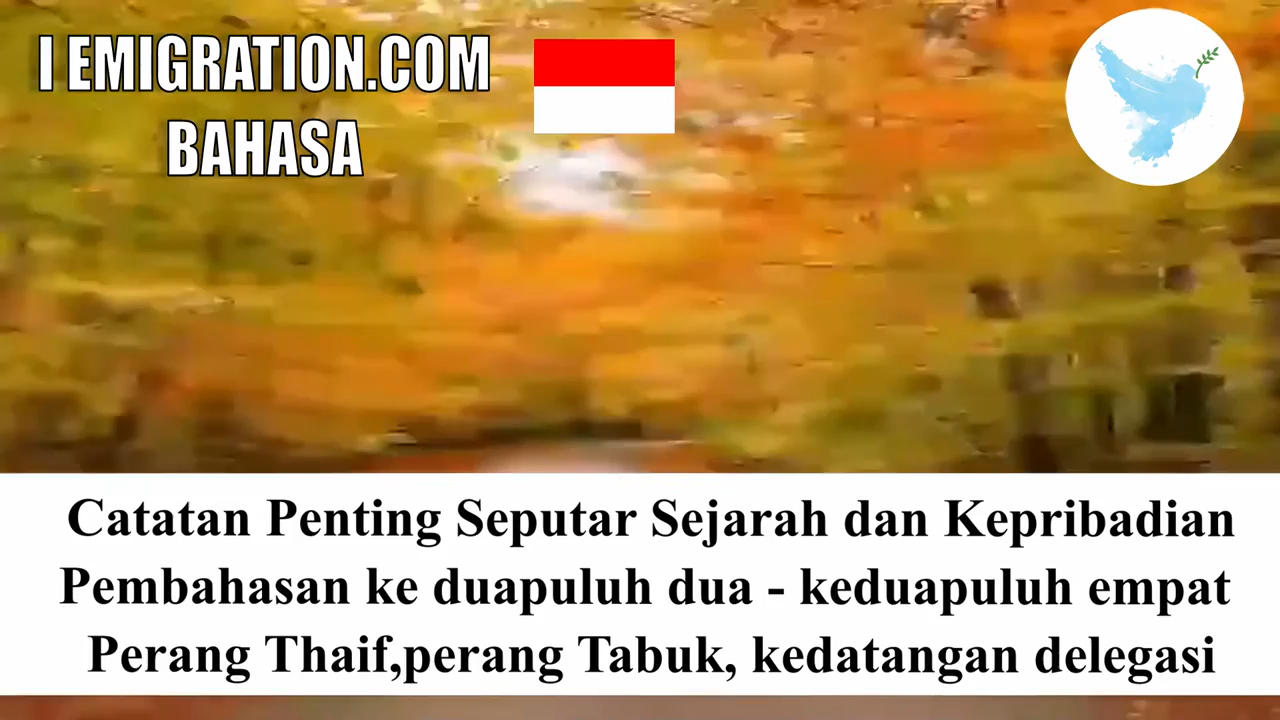 I EMIGRATION.COM
BAHASA
Catatan Penting Seputar Sejarah dan Kepribadian
Pembahasan ke duapuluh dua - keduapuluh empat
Perang Thaif,perang Tabuk, kedatangan delegasi